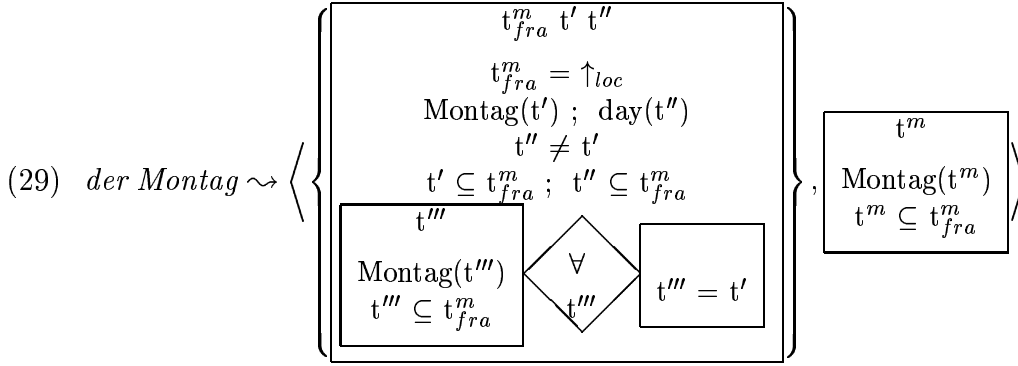 t^m_fra t′ t″
t^m_fra = ↑_loc
Montag(t′) ; day(t″)
t″ ≠ t′
t′ ⊆ t^m_fra ; t″ ⊆ t^m_fra
(29) der Montag ⤳ ⟨ { } , ⟩
t^m
Montag(t^m)
t^m ⊆ t^m_fra
t‴
Montag(t‴)
t‴ ⊆ t^m_fra
∀
t‴
t‴ = t′